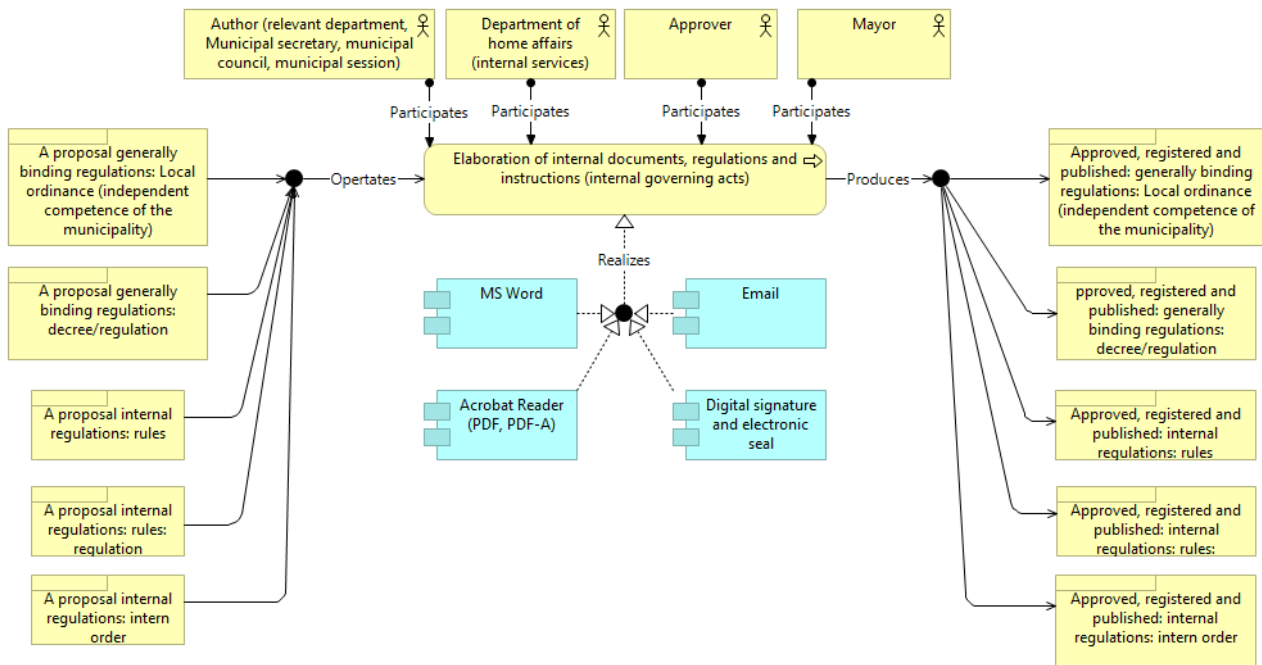 Author (relevant department,
Municipal secretary, municipal
council, municipal session)
Department of
home affairs
(internal services)
Approver
Mayor
Participates
Participates
Participates
Participates
A proposal generally
binding regulations: Local
ordinance (independent
competence of the
municipality)
Opertates
Elaboration of internal documents, regulations and
instructions (internal governing acts)
Produces
Approved, registered and
published: generally binding
regulations: Local ordinance
(independent competence of
the municipality)
Realizes
A proposal generally
binding regulations:
decree/regulation
MS Word
Email
pproved, registered and
published: generally
binding regulations:
decree/regulation
A proposal internal
regulations: rules
Acrobat Reader
(PDF, PDF-A)
Digital signature
and electronic
seal
Approved, registered and
published: internal
regulations: rules
A proposal internal
regulations: rules:
regulation
Approved, registered and
published: internal
regulations: rules:
A proposal internal
regulations: intern
order
Approved, registered and
published: internal
regulations: intern order